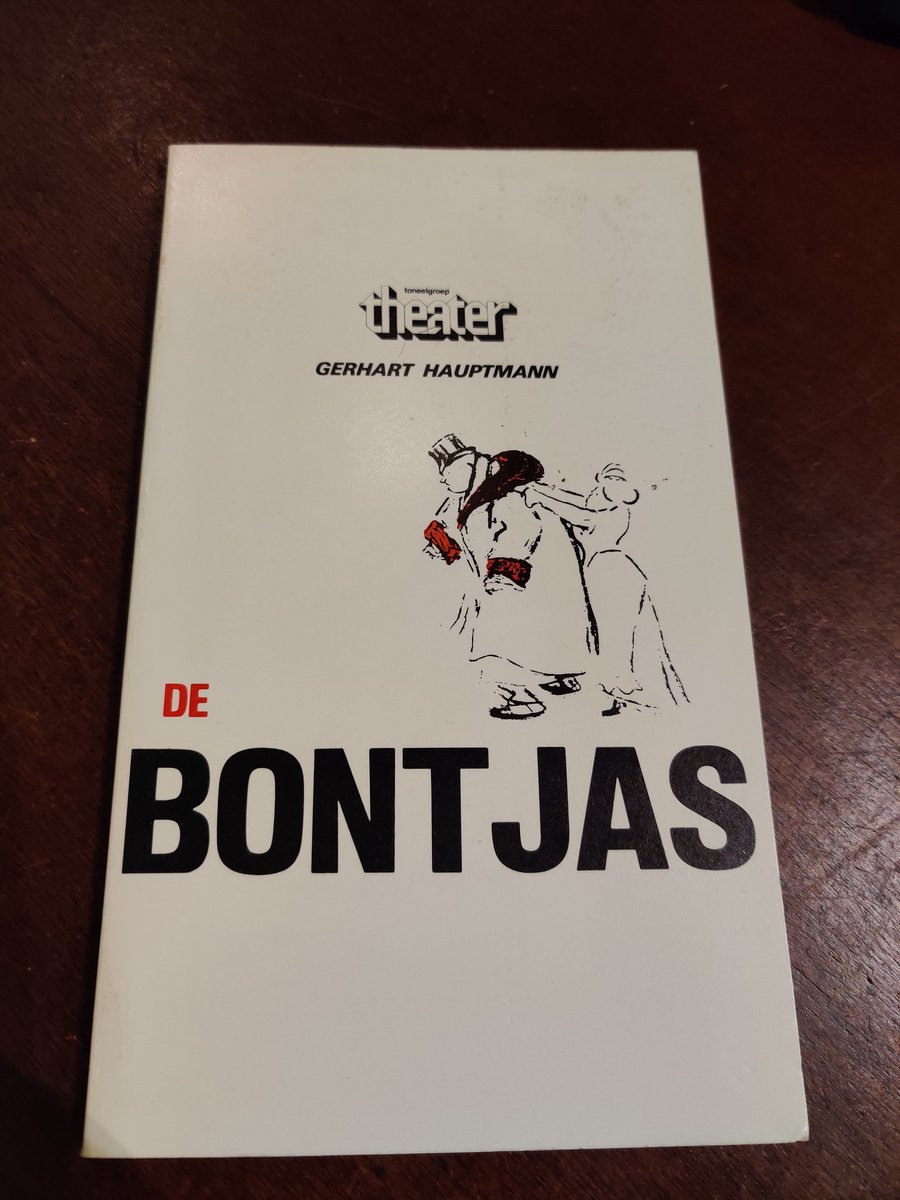 toneelgroep
theater
GERHART HAUPTMANN
DE
BONTJAS